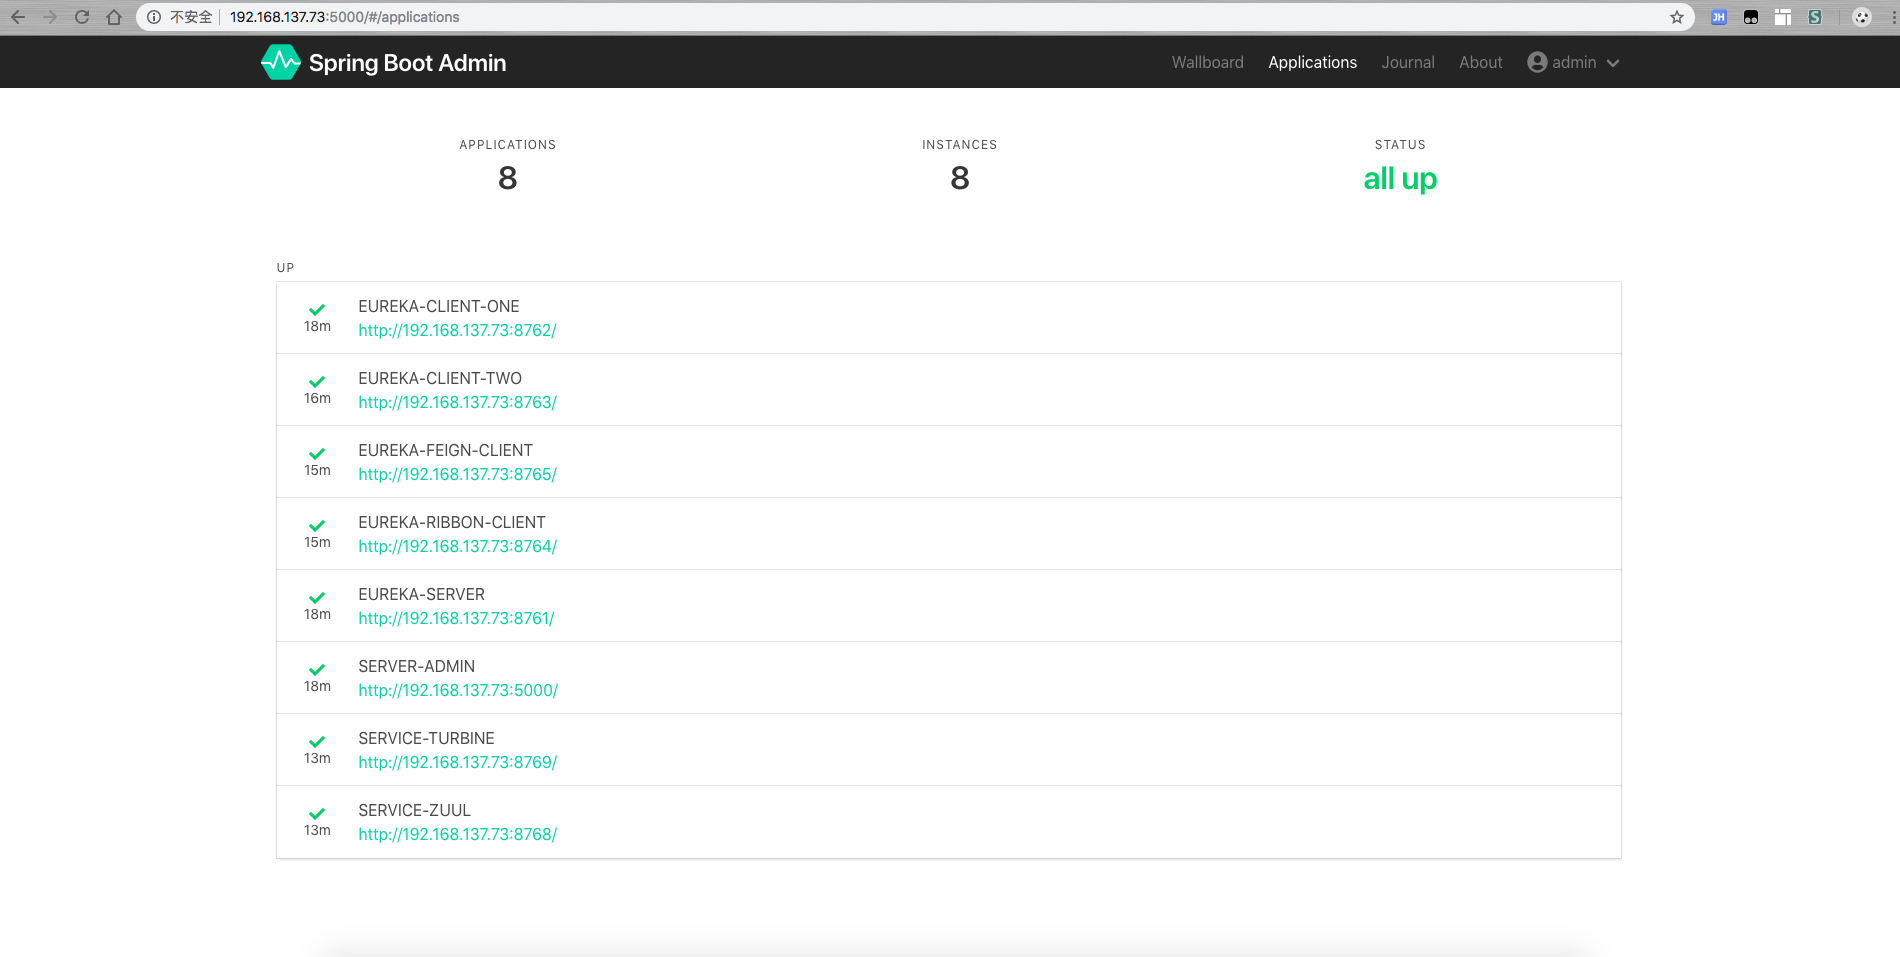 不安全 192.168.137.73:5000/#/applications
JH
S
Spring Boot Admin
Wallboard Applications Journal About admin
APPLICATIONS INSTANCES STATUS
8 8 all up
UP
EUREKA-CLIENT-ONE
18m
http://192.168.137.73:8762/
EUREKA-CLIENT-TWO
16m
http://192.168.137.73:8763/
EUREKA-FEIGN-CLIENT
15m
http://192.168.137.73:8765/
EUREKA-RIBBON-CLIENT
15m
http://192.168.137.73:8764/
EUREKA-SERVER
18m
http://192.168.137.73:8761/
SERVER-ADMIN
18m
http://192.168.137.73:5000/
SERVICE-TURBINE
13m
http://192.168.137.73:8769/
SERVICE-ZUUL
13m
http://192.168.137.73:8768/